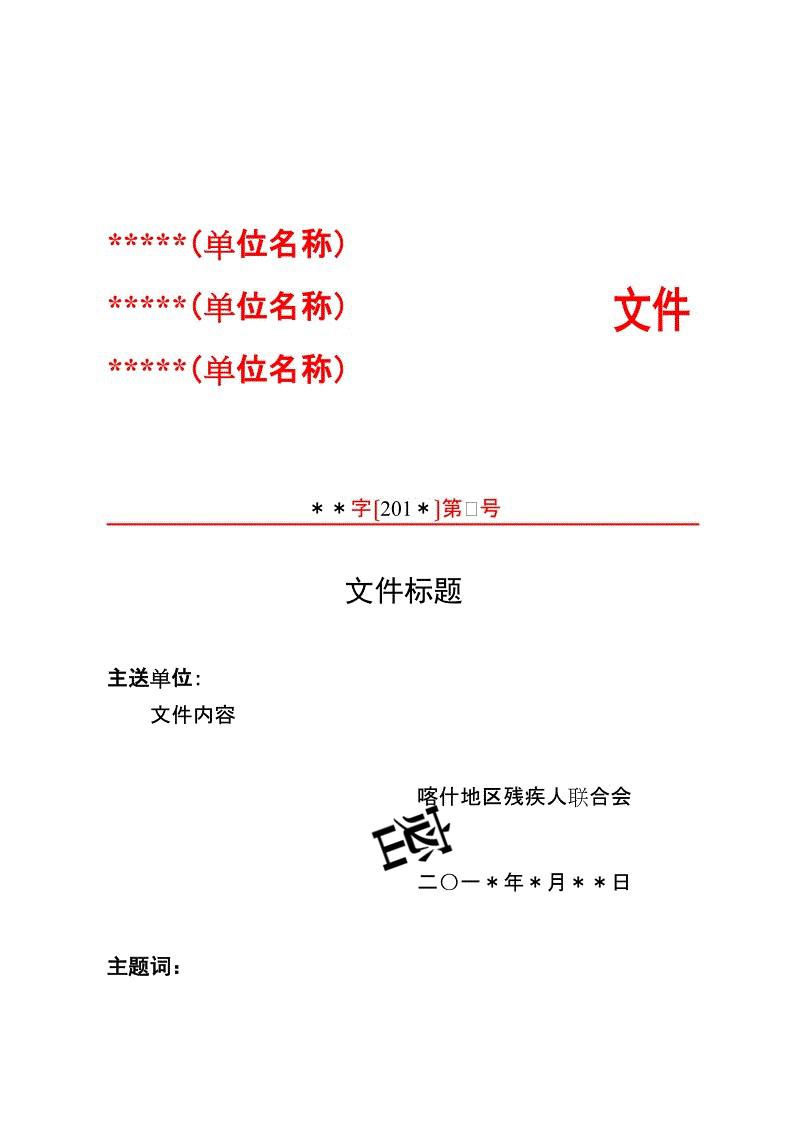 *****(单位名称)
*****(单位名称)
文件
*****(单位名称)
＊＊字[201＊]第□号
文件标题
主送单位:
文件内容
喀什地区残疾人联合会
密
二〇一＊年＊月＊＊日
主题词: